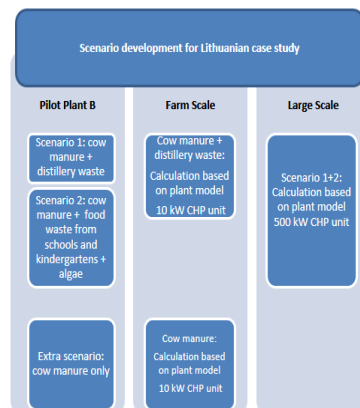 Scenario development for Lithuanian case study
Pilot Plant B
Farm Scale
Large Scale
Scenario 1: cow
manure +
distillery waste
Scenario 2: cow
manure + food
waste from
schools and
kindergartens +
algae
Extra scenario:
cow manure only
Cow manure +
distillery waste:
Calculation based
on plant model
10 kW CHP unit
Cow manure:
Calculation based
on plant model
10 kW CHP unit
Scenario 1+2:
Calculation based
on plant model
500 kW CHP unit